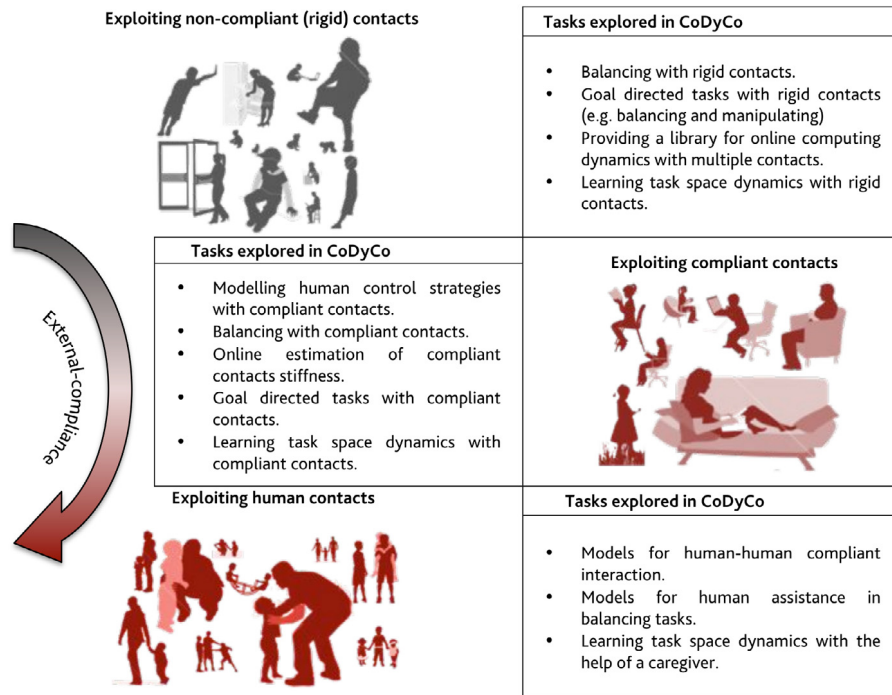 Exploiting non-compliant (rigid) contacts
Tasks explored in CoDyCo
• Balancing with rigid contacts.
• Goal directed tasks with rigid contacts
(e.g. balancing and manipulating)
• Providing a library for online computing
dynamics with multiple contacts.
• Learning task space dynamics with rigid
contacts.
External-compliance
Tasks explored in CoDyCo
• Modelling human control strategies
with compliant contacts.
• Balancing with compliant contacts.
• Online estimation of compliant
contacts stiffness.
• Goal directed tasks with compliant
contacts.
• Learning task space dynamics with
compliant contacts.
Exploiting compliant contacts
Exploiting human contacts
Tasks explored in CoDyCo
• Models for human-human compliant
interaction.
• Models for human assistance in
balancing tasks.
• Learning task space dynamics with the
help of a caregiver.